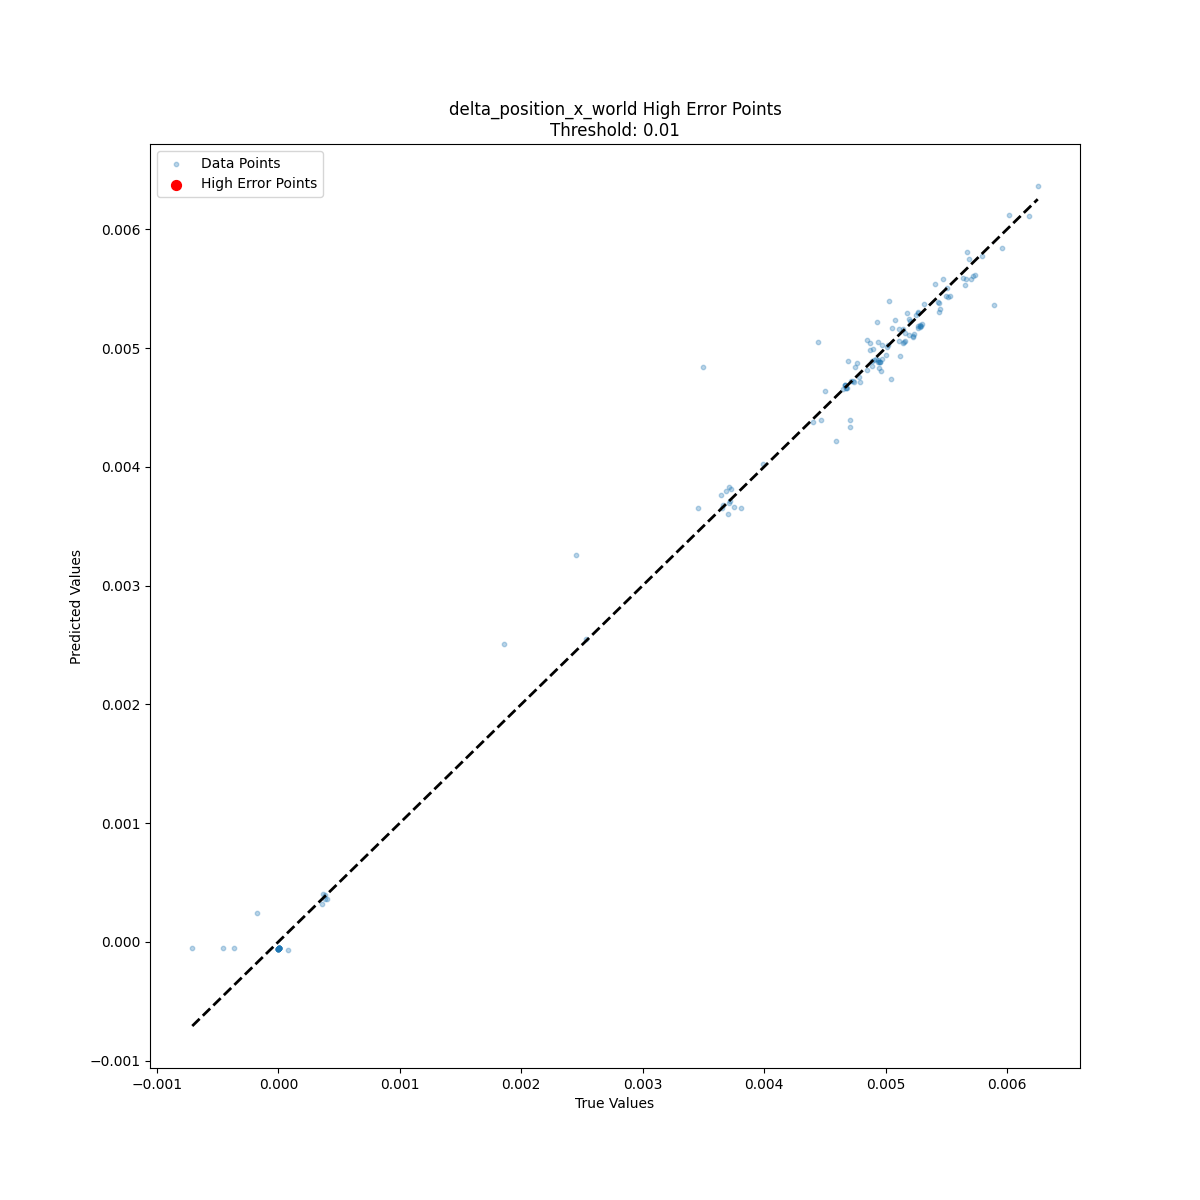 delta_position_x_world High Error Points
Threshold: 0.01
Data Points
High Error Points
0.006
0.005
0.004
0.003
0.002
0.001
0.000
−0.001
Predicted Values
−0.001 0.000 0.001 0.002 0.003 0.004 0.005 0.006
True Values